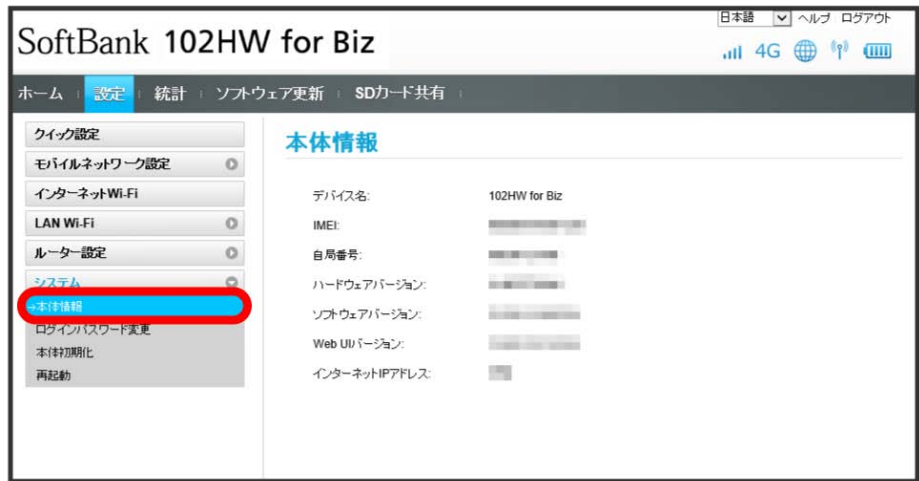 日本語 ヘルプ ログアウト
SoftBank 102HW for Biz
4G
ホーム 設定 統計 ソフトウェア更新 SDカード共有
クイック設定
モバイルネットワーク設定
インターネットWi-Fi
LAN Wi-Fi
ルーター設定
システム
→本体情報
ログインパスワード変更
本体初期化
再起動
本体情報
デバイス名: 102HW for Biz
IMEI:
自局番号:
ハードウェアバージョン:
ソフトウェアバージョン:
Web UIバージョン:
インターネットIPアドレス: